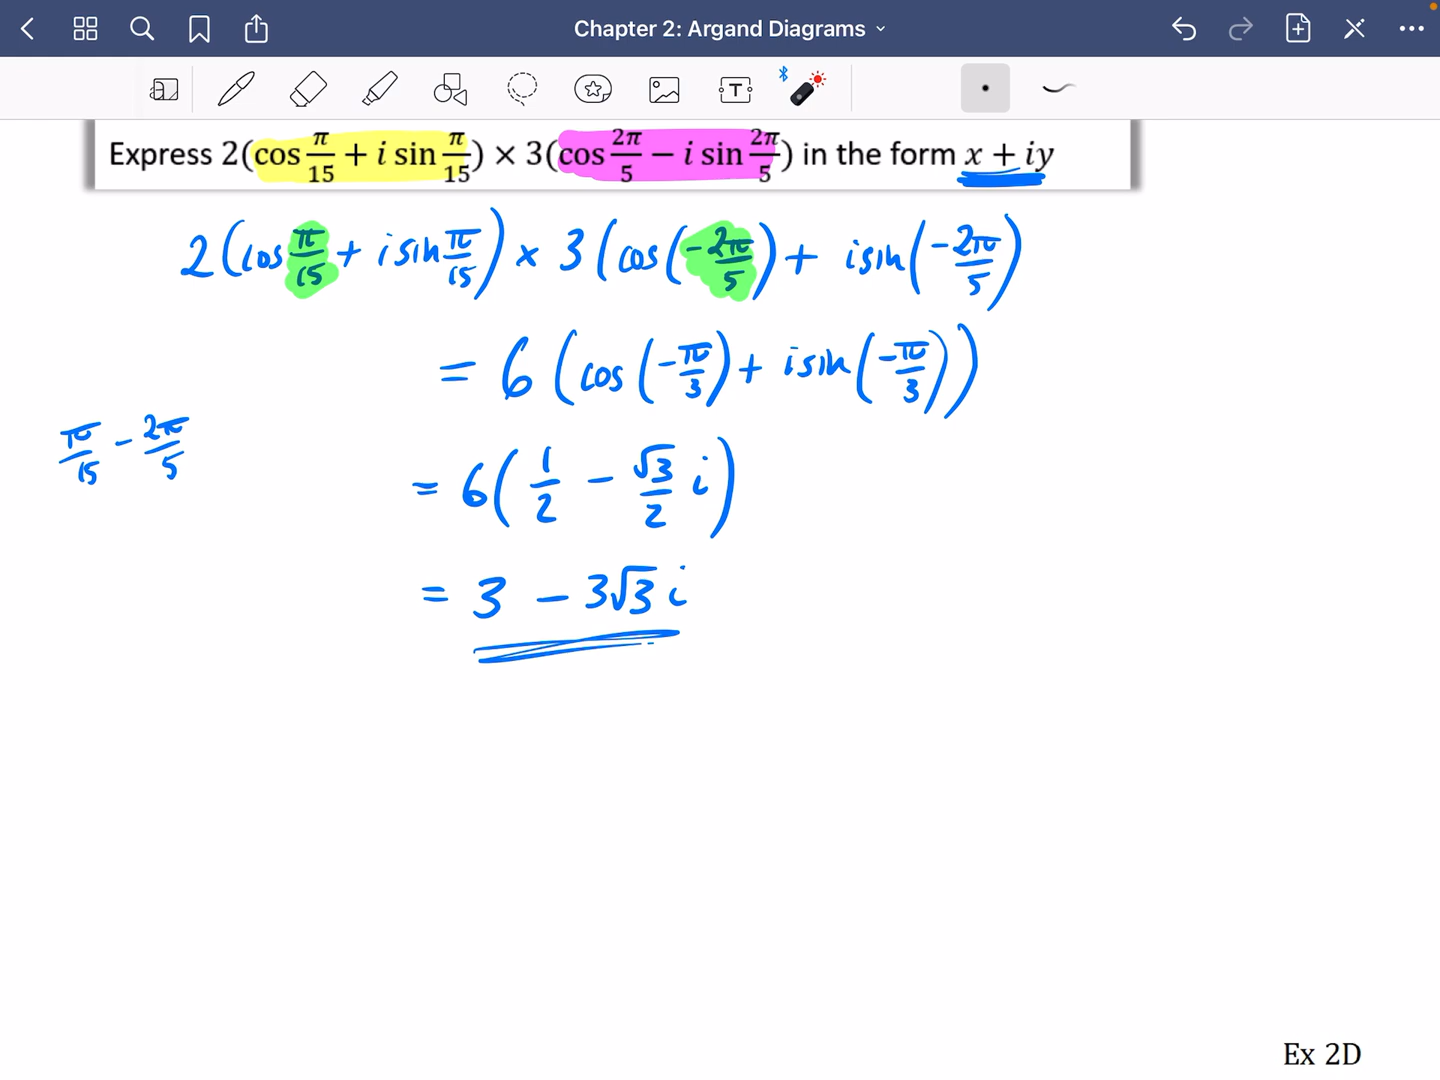 Chapter 2: Argand Diagrams
Express 2(cos π/15 + i sin π/15) × 3(cos 2π/5 − i sin 2π/5) in the form x + iy
2(cos π/15 + i sin π/15) × 3(cos(−2π/5) + i sin(−2π/5)
= 6(cos(−π/3) + i sin(−π/3))
π/15 − 2π/5
= 6(1/2 − √3/2 i)
= 3 − 3√3 i
Ex 2D